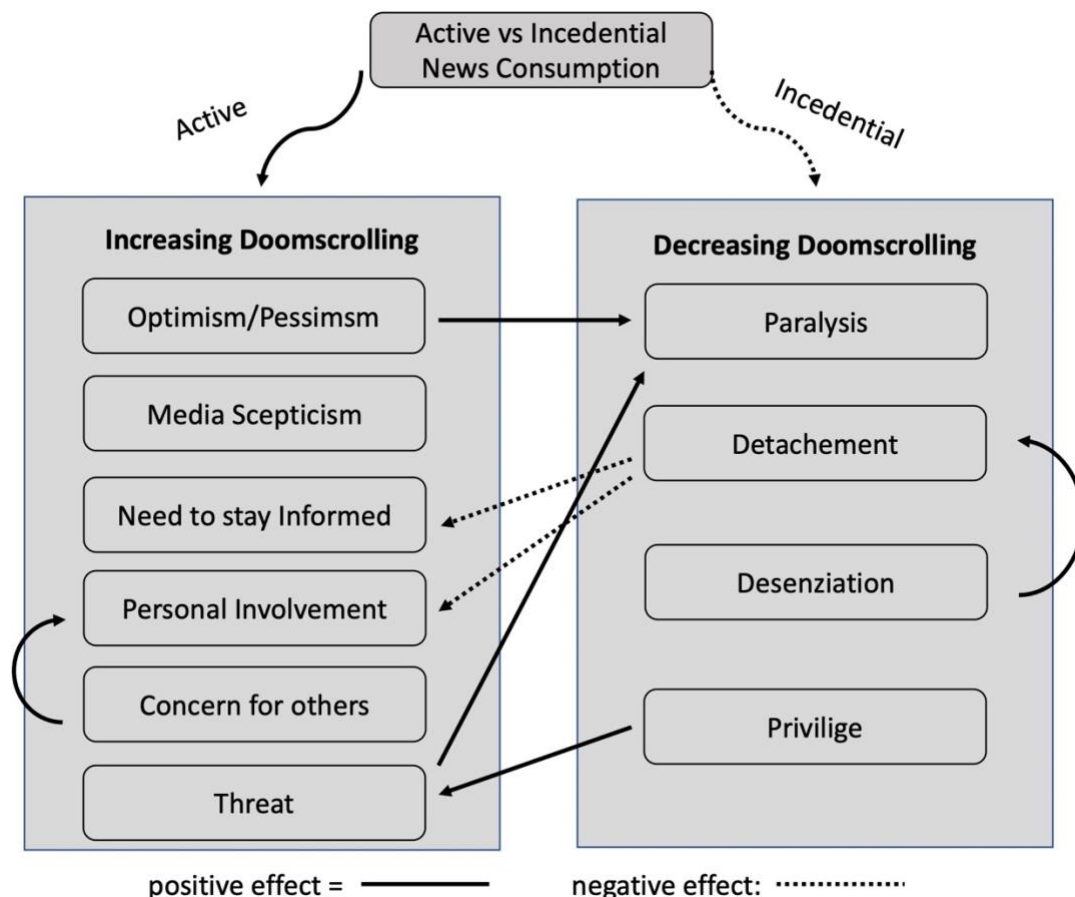 Active vs Incedential
News Consumption
Active
Incedential
Increasing Doomscrolling
Optimism/Pessimsm
Media Scepticism
Need to stay Informed
Personal Involvement
Concern for others
Threat
Decreasing Doomscrolling
Paralysis
Detachement
Desenziation
Privilige
positive effect =
negative effect: